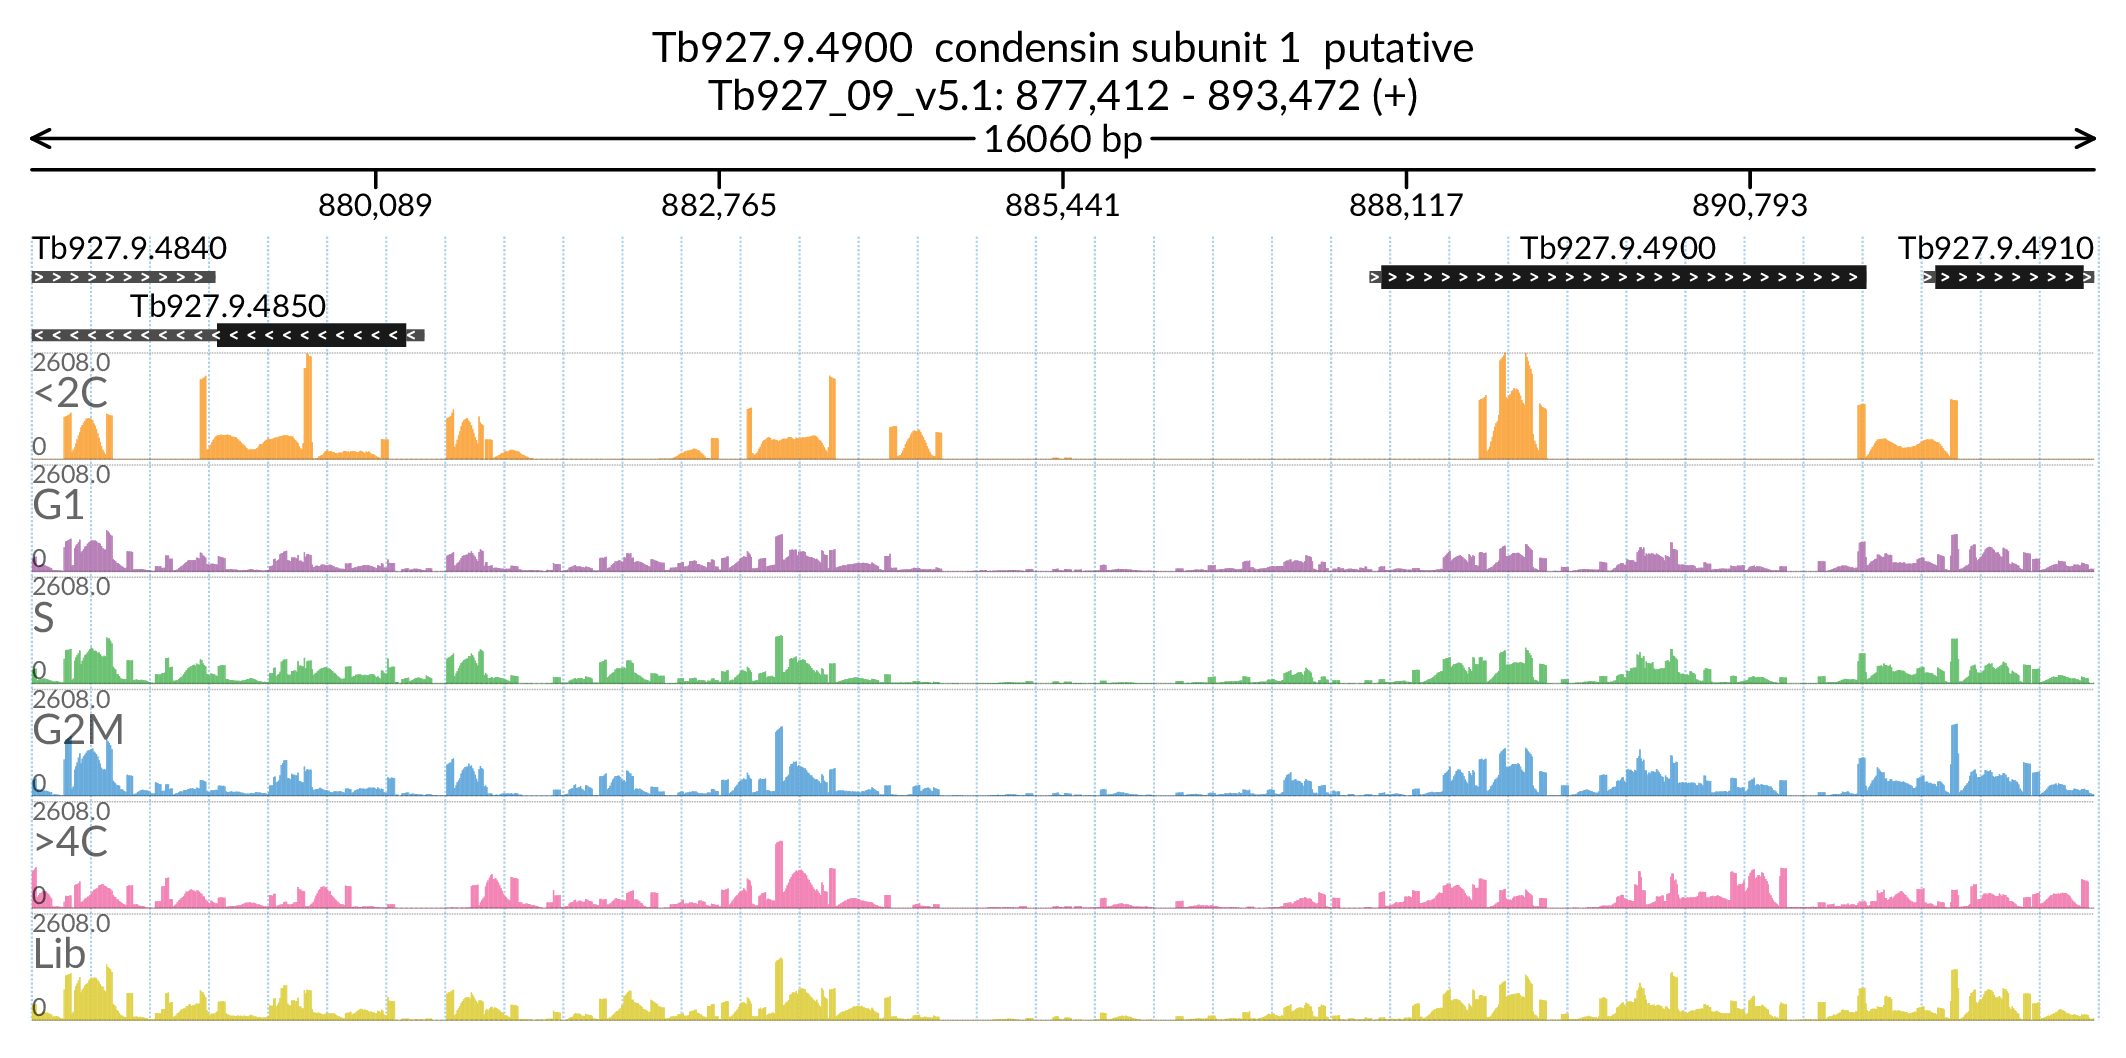 Tb927.9.4900  condensin subunit 1  putative
Tb927_09_v5.1: 877,412 - 893,472 (+)
16060 bp
880,089 882,765 885,441 888,117 890,793
Tb927.9.4840 Tb927.9.4900 Tb927.9.4910
Tb927.9.4850
2608.0
<2C
0
2608.0
G1
0
2608.0
S
0
2608.0
G2M
0
2608.0
>4C
0
2608.0
Lib
0